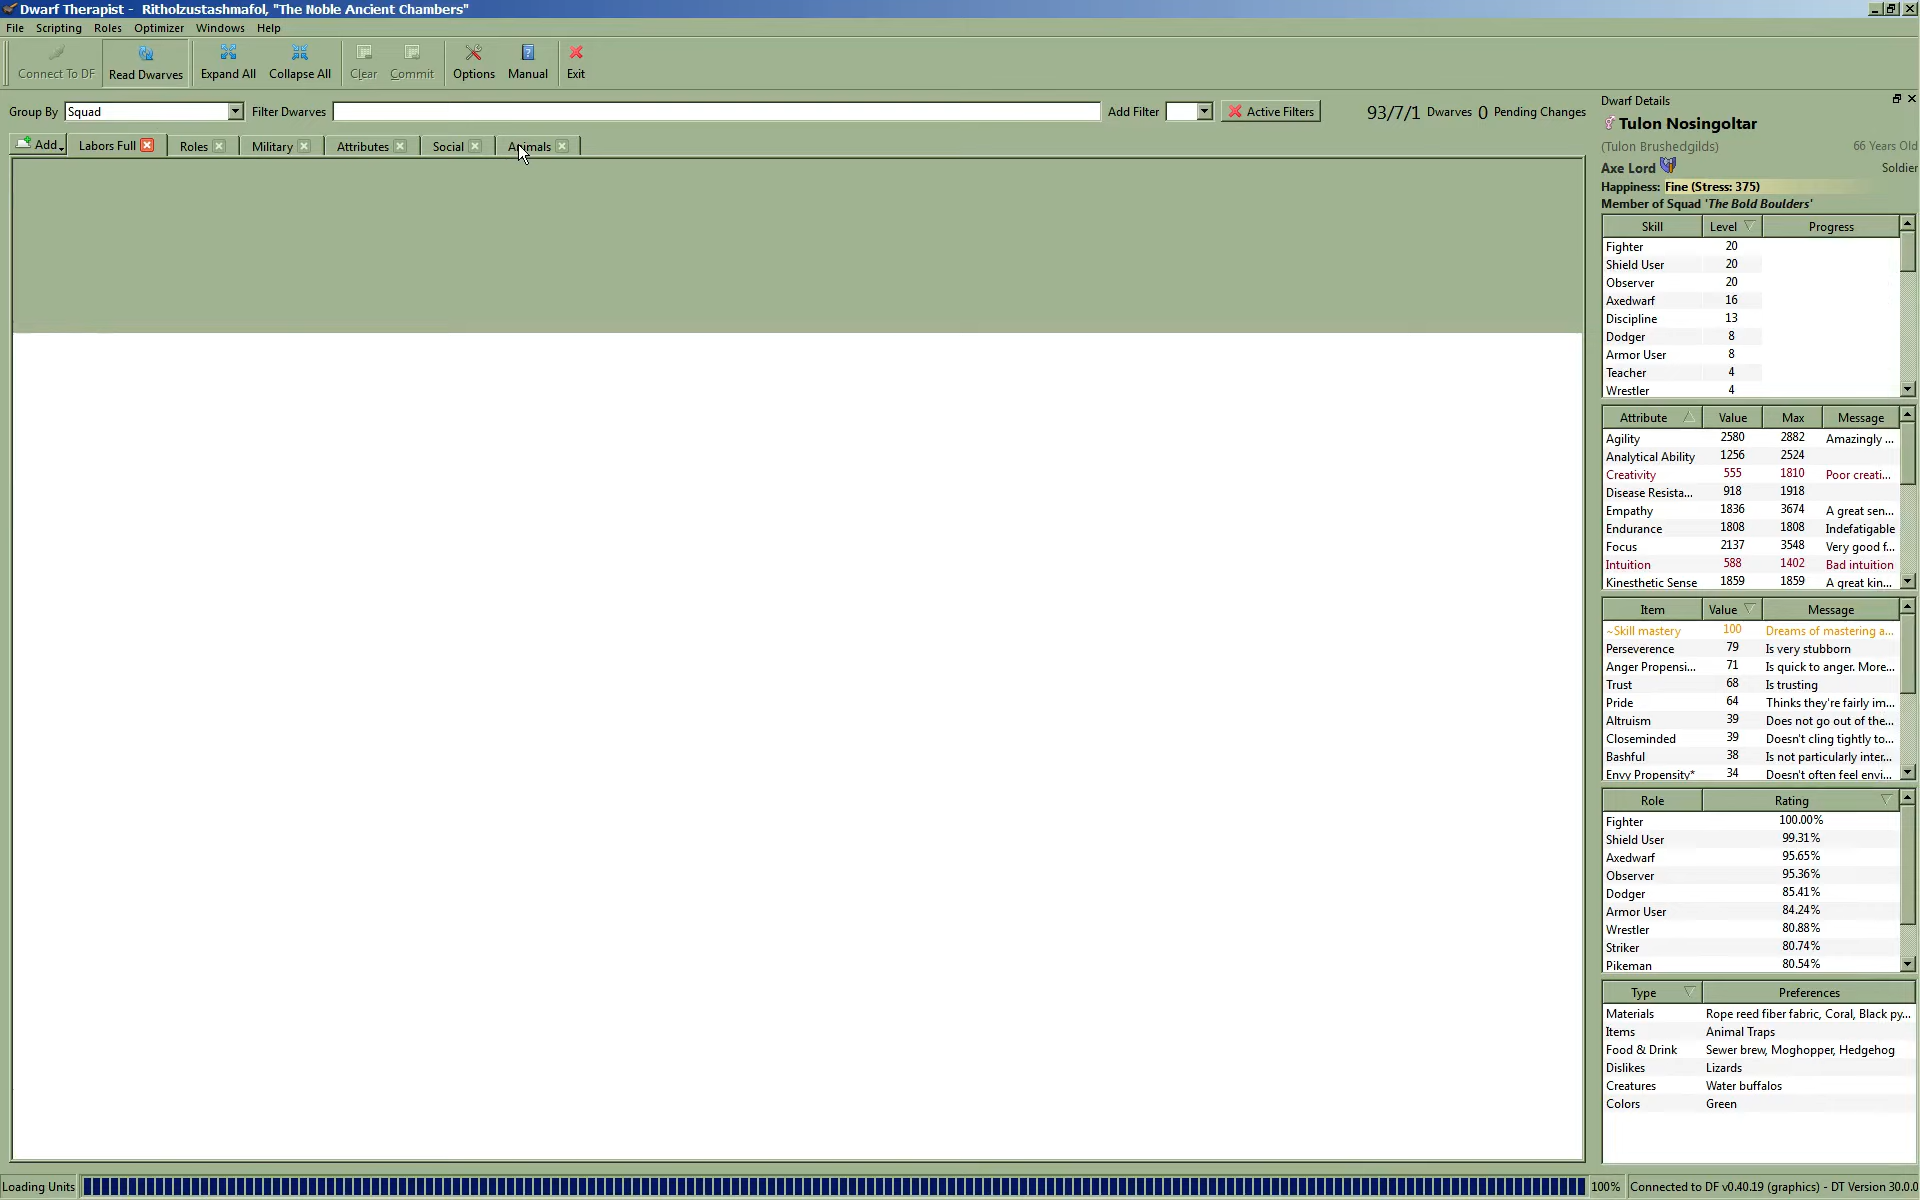 Dwarf Therapist - Ritholzustashmafol, "The Noble Ancient Chambers"
File Scripting Roles Optimizer Windows Help
Connect To DF Read Dwarves Expand All Collapse All Clear Commit Options Manual Exit
Group By Squad Filter Dwarves Add Filter Active Filters 93/7/1 Dwarves 0 Pending Changes
Add Labors Full Roles Military Attributes Social Animals
Dwarf Details
Tulon Nosingoltar
(Tulon Brushedgilds) 66 Years Old
Axe Lord Soldier
Happiness: Fine (Stress: 375)
Member of Squad 'The Bold Boulders'
Skill Level Progress
Fighter 20
Shield User 20
Observer 20
Axedwarf 16
Discipline 13
Dodger 8
Armor User 8
Teacher 4
Wrestler 4
Attribute Value Max Message
Agility 2580 2882 Amazingly ...
Analytical Ability 1256 2524
Creativity 555 1810 Poor creati...
Disease Resista... 918 1918
Empathy 1836 3674 A great sen...
Endurance 1808 1808 Indefatigable
Focus 2137 3548 Very good f...
Intuition 588 1402 Bad intuition
Kinesthetic Sense 1859 1859 A great kin...
Item Value Message
~Skill mastery 100 Dreams of mastering a...
Perseverence 79 Is very stubborn
Anger Propensi... 71 Is quick to anger. More...
Trust 68 Is trusting
Pride 64 Thinks they're fairly im...
Altruism 39 Does not go out of the...
Closeminded 39 Doesn't cling tightly to...
Bashful 38 Is not particularly inter...
Envy Propensity* 34 Doesn't often feel envi...
Role Rating
Fighter 100.00%
Shield User 99.31%
Axedwarf 95.65%
Observer 95.36%
Dodger 85.41%
Armor User 84.24%
Wrestler 80.88%
Striker 80.74%
Pikeman 80.54%
Type Preferences
Materials Rope reed fiber fabric, Coral, Black py...
Items Animal Traps
Food & Drink Sewer brew, Moghopper, Hedgehog
Dislikes Lizards
Creatures Water buffalos
Colors Green
Loading Units 100% Connected to DF v0.40.19 (graphics) - DT Version 30.0.0